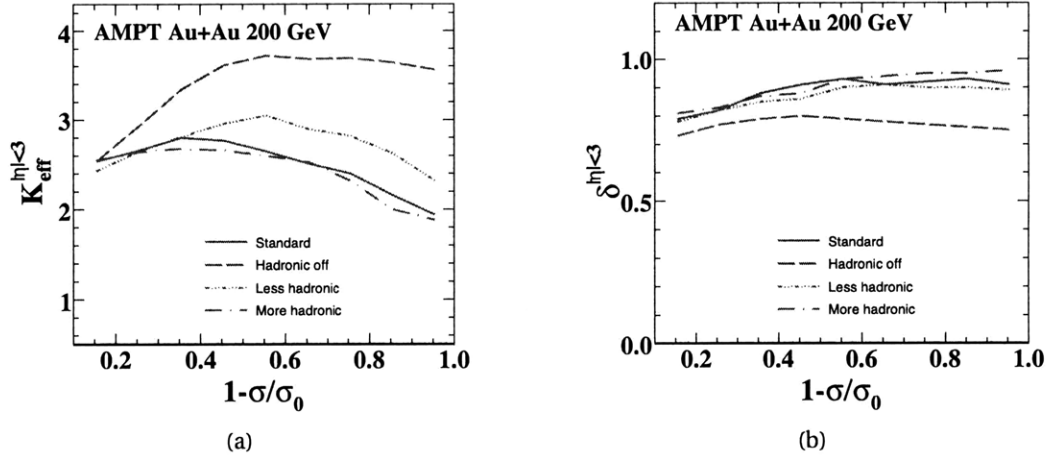 AMPT Au+Au 200 GeV
4
3
2
1
K_eff^|η|<3
Standard
Hadronic off
Less hadronic
More hadronic
0.2 0.4 0.6 0.8 1.0
1-σ/σ₀
(a)
AMPT Au+Au 200 GeV
1.0
0.5
0.0
δ^|η|<3
Standard
Hadronic off
Less hadronic
More hadronic
0.2 0.4 0.6 0.8 1.0
1-σ/σ₀
(b)